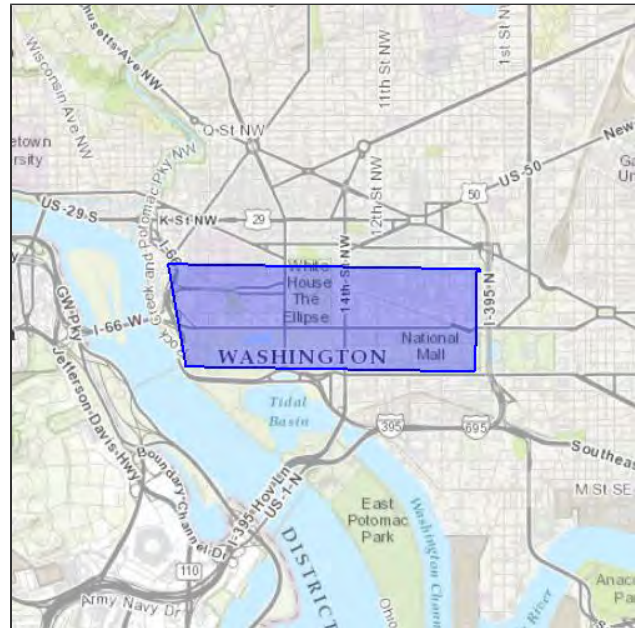 usetts-Ave NW
Wisconsin Ave NW
11th St NW
1st St NW
Q-St NW
New
etown
rsity
US-50
50
Ga
Un
12th St NW
US-29 S
K-St NW
29
Creek and Potomac Pky NW
I-66
White
House
The
Ellipse
14th-St NW
I-395-N
GW-Pky
I-66-W
National
Mall
WASHINGTON
Jefferson-Davis-Hwy
Tidal
Basin
395
695
Southeas
Boundary-Channel Dr
I-395-Hov-Ln
US-1-N
M St SE
East
Potomac
Park
Washington Chann
DISTRICT
110
Army Navy Dr
Ohio
River
Anac